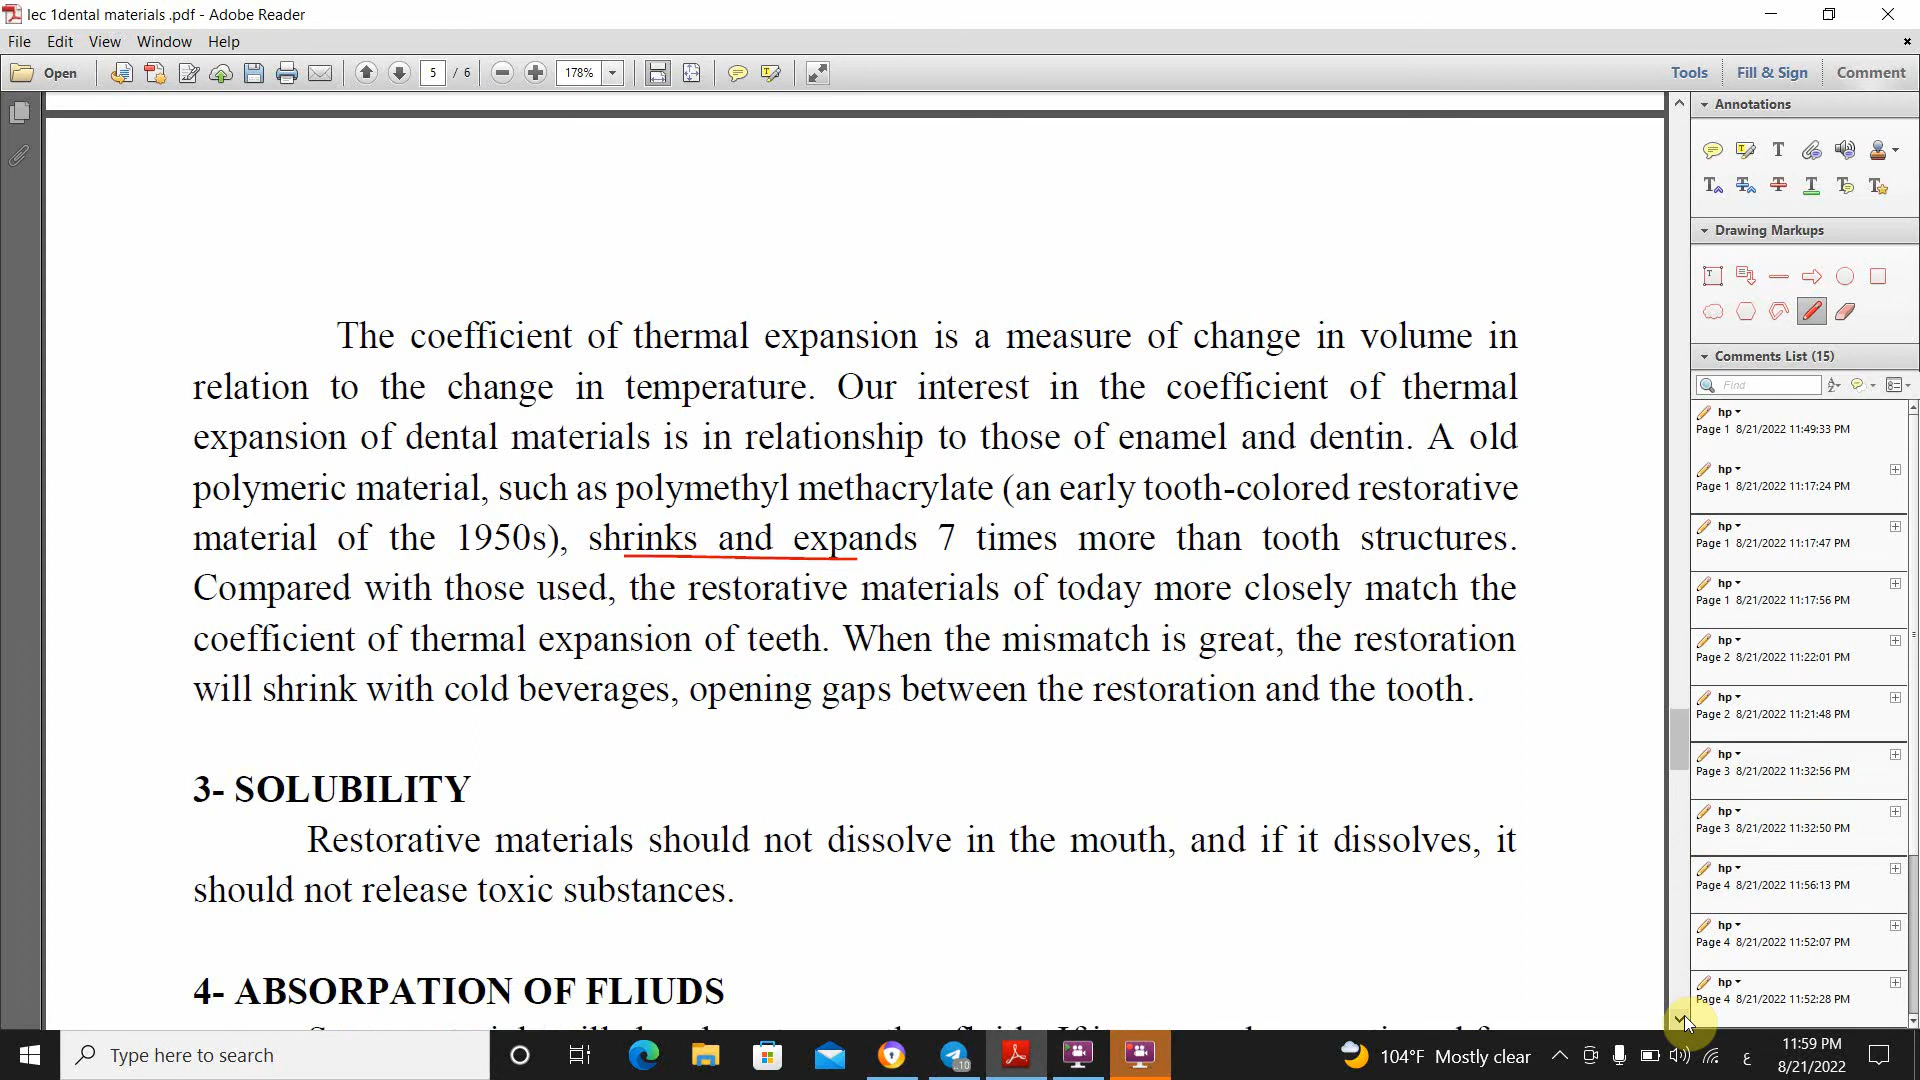 lec 1dental materials .pdf - Adobe Reader
File Edit View Window Help
Open 5 / 6 178% Tools Fill & Sign Comment
Annotations
Drawing Markups
Comments List (15)
Find
hp
Page 1 8/21/2022 11:49:33 PM
hp
Page 1 8/21/2022 11:17:24 PM
hp
Page 1 8/21/2022 11:17:47 PM
hp
Page 1 8/21/2022 11:17:56 PM
hp
Page 2 8/21/2022 11:22:01 PM
hp
Page 2 8/21/2022 11:21:48 PM
hp
Page 3 8/21/2022 11:32:56 PM
hp
Page 3 8/21/2022 11:32:50 PM
hp
Page 4 8/21/2022 11:56:13 PM
hp
Page 4 8/21/2022 11:52:07 PM
hp
Page 4 8/21/2022 11:52:28 PM
The coefficient of thermal expansion is a measure of change in volume in
relation to the change in temperature. Our interest in the coefficient of thermal
expansion of dental materials is in relationship to those of enamel and dentin. A old
polymeric material, such as polymethyl methacrylate (an early tooth-colored restorative
material of the 1950s), shrinks and expands 7 times more than tooth structures.
Compared with those used, the restorative materials of today more closely match the
coefficient of thermal expansion of teeth. When the mismatch is great, the restoration
will shrink with cold beverages, opening gaps between the restoration and the tooth.
3- SOLUBILITY
Restorative materials should not dissolve in the mouth, and if it dissolves, it
should not release toxic substances.
4- ABSORPATION OF FLIUDS
Type here to search
10
104°F Mostly clear
ع
11:59 PM
8/21/2022